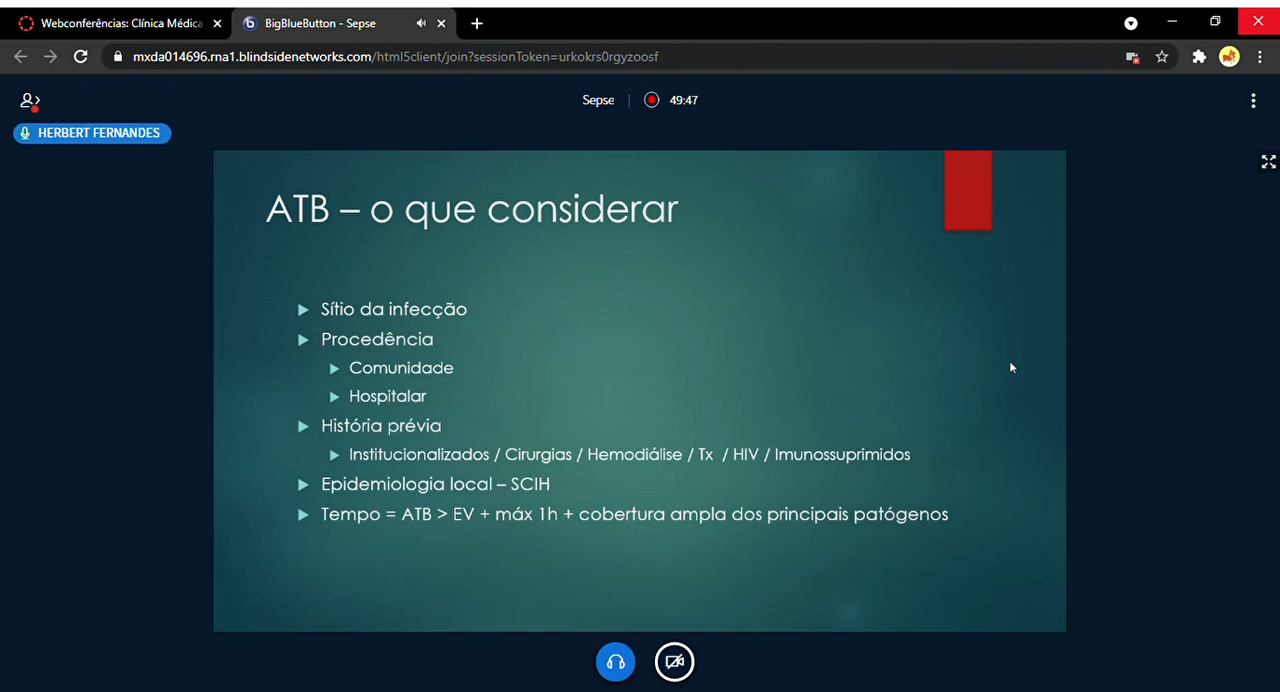 Webconferências: Clínica Médica
BigBlueButton - Sepse
mxda014696.rna1.blindsidenetworks.com/html5client/join?sessionToken=urkokrs0rgyzoosf
Sepse
49:47
HERBERT FERNANDES
ATB – o que considerar
Sítio da infecção
Procedência
Comunidade
Hospitalar
História prévia
Institucionalizados / Cirurgias / Hemodiálise / Tx / HIV / Imunossuprimidos
Epidemiologia local – SCIH
Tempo = ATB > EV + máx 1h + cobertura ampla dos principais patógenos